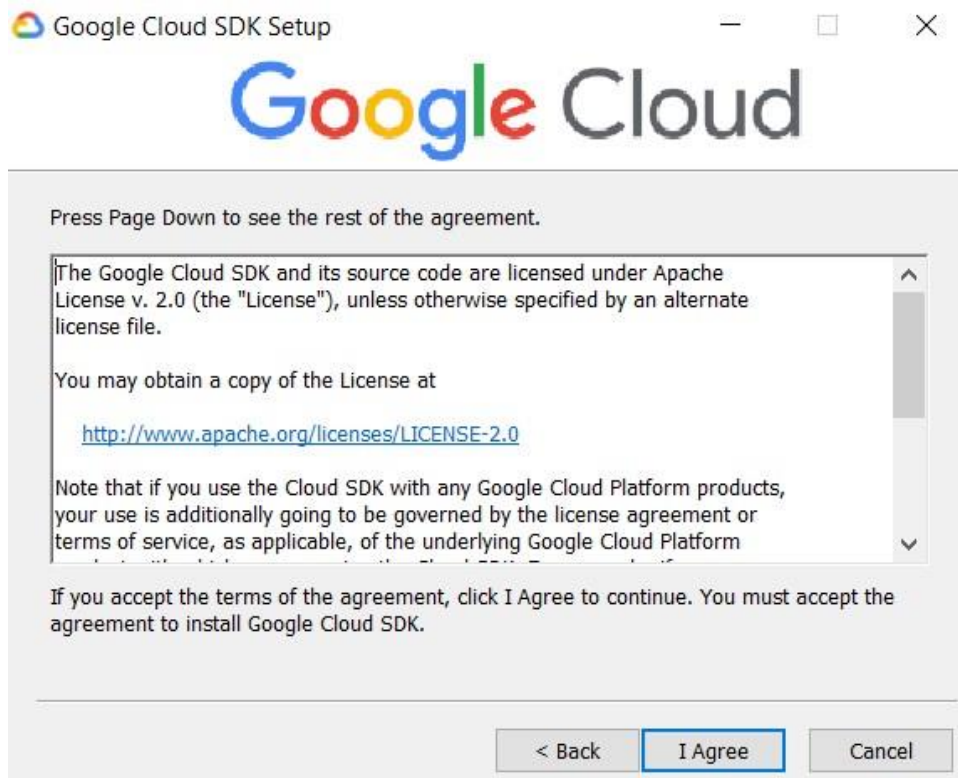 Google Cloud SDK Setup
Google Cloud
Press Page Down to see the rest of the agreement.
The Google Cloud SDK and its source code are licensed under Apache
License v. 2.0 (the "License"), unless otherwise specified by an alternate
license file.
You may obtain a copy of the License at
http://www.apache.org/licenses/LICENSE-2.0
Note that if you use the Cloud SDK with any Google Cloud Platform products,
your use is additionally going to be governed by the license agreement or
terms of service, as applicable, of the underlying Google Cloud Platform
If you accept the terms of the agreement, click I Agree to continue. You must accept the
agreement to install Google Cloud SDK.
< Back I Agree Cancel